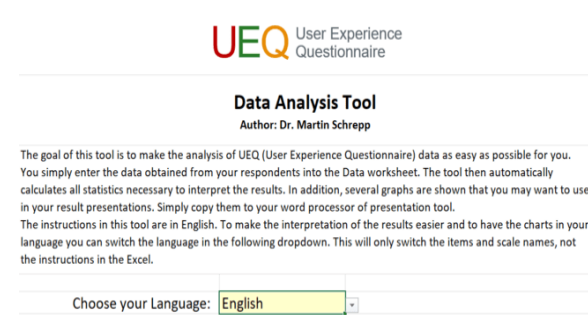 UEQ User Experience
Questionnaire
Data Analysis Tool
Author: Dr. Martin Schrepp
The goal of this tool is to make the analysis of UEQ (User Experience Questionnaire) data as easy as possible for you.
You simply enter the data obtained from your respondents into the Data worksheet. The tool then automatically
calculates all statistics necessary to interpret the results. In addition, several graphs are shown that you may want to use
in your result presentations. Simply copy them to your word processor of presentation tool.
The instructions in this tool are in English. To make the interpretation of the results easier and to have the charts in your
language you can switch the language in the following dropdown. This will only switch the items and scale names, not
the instructions in the Excel.
Choose your Language: English